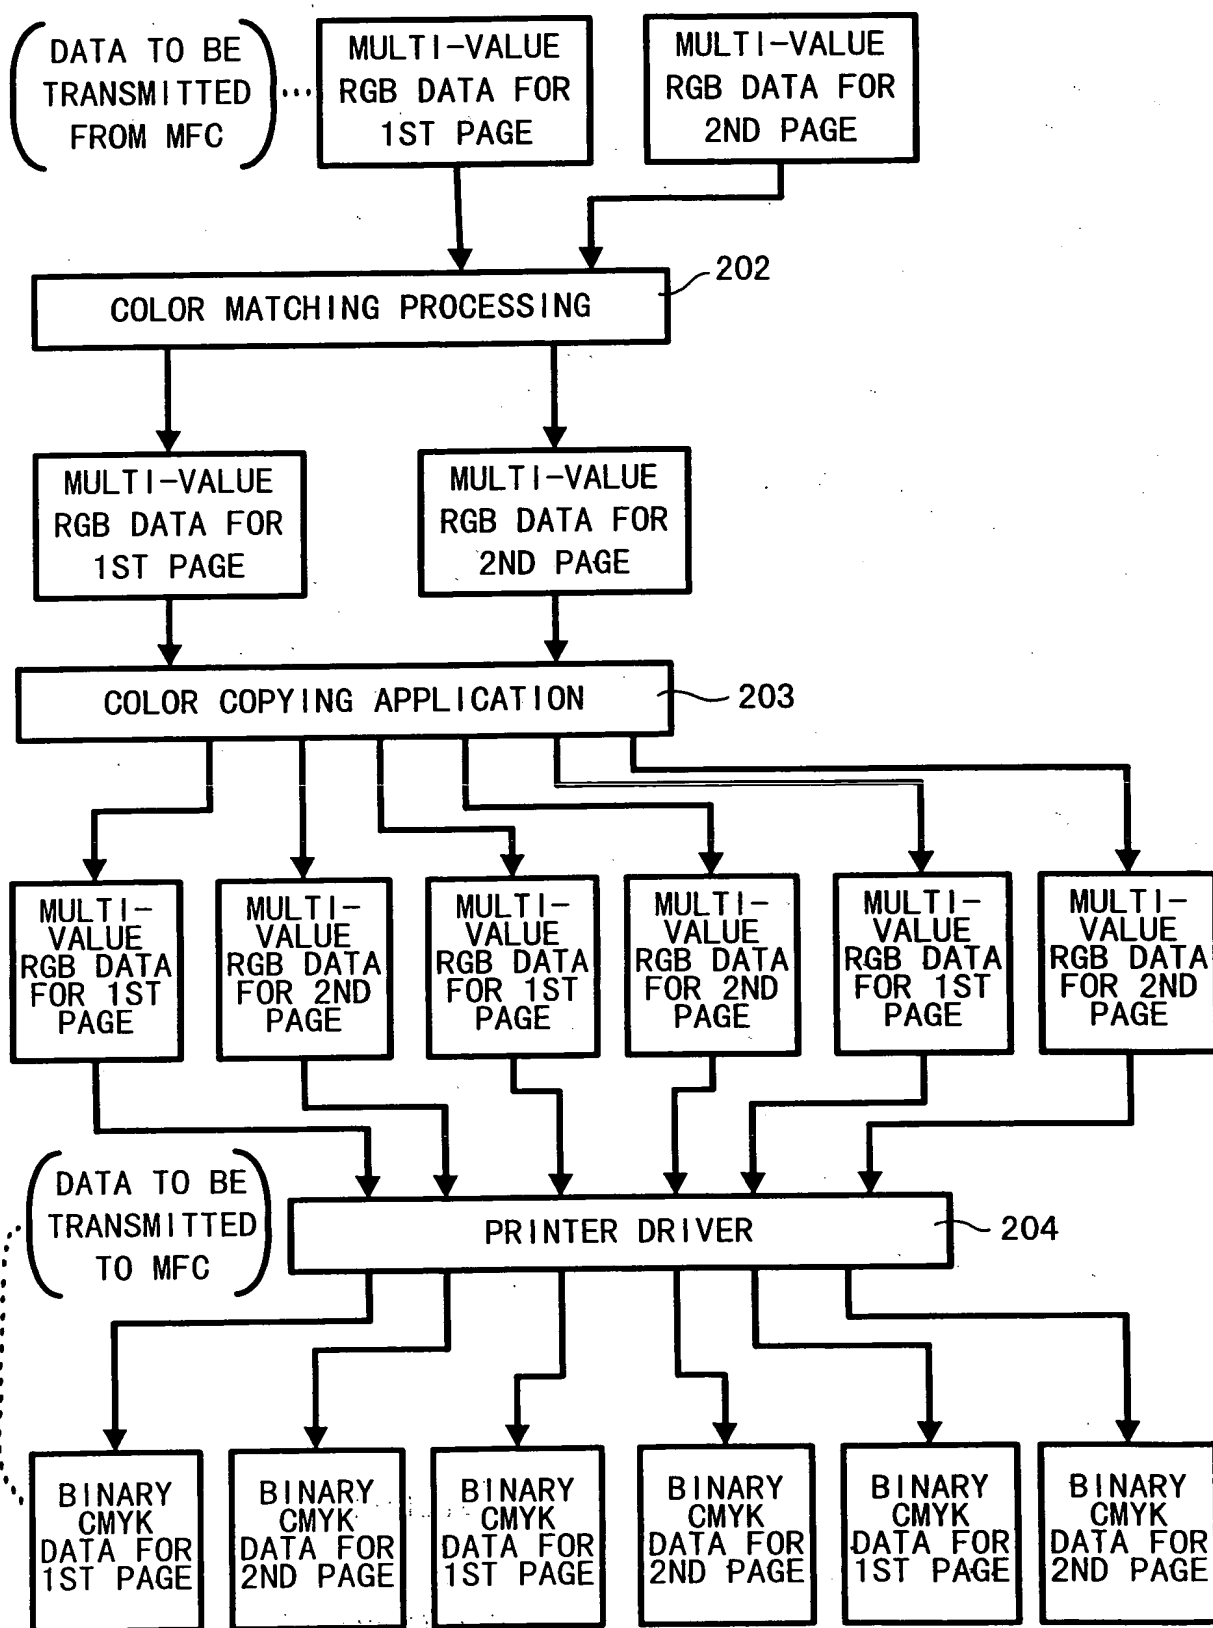 DATA TO BE
TRANSMITTED
FROM MFC
MULTI-VALUE
RGB DATA FOR
1ST PAGE
MULTI-VALUE
RGB DATA FOR
2ND PAGE
202
COLOR MATCHING PROCESSING
MULTI-VALUE
RGB DATA FOR
1ST PAGE
MULTI-VALUE
RGB DATA FOR
2ND PAGE
COLOR COPYING APPLICATION
203
MULTI-
VALUE
RGB DATA
FOR 1ST
PAGE
MULTI-
VALUE
RGB DATA
FOR 2ND
PAGE
MULTI-
VALUE
RGB DATA
FOR 1ST
PAGE
MULTI-
VALUE
RGB DATA
FOR 2ND
PAGE
MULTI-
VALUE
RGB DATA
FOR 1ST
PAGE
MULTI-
VALUE
RGB DATA
FOR 2ND
PAGE
DATA TO BE
TRANSMITTED
TO MFC
PRINTER DRIVER
204
BINARY
CMYK
DATA FOR
1ST PAGE
BINARY
CMYK
DATA FOR
2ND PAGE
BINARY
CMYK
DATA FOR
1ST PAGE
BINARY
CMYK
DATA FOR
2ND PAGE
BINARY
CMYK
DATA FOR
1ST PAGE
BINARY
CMYK
DATA FOR
2ND PAGE